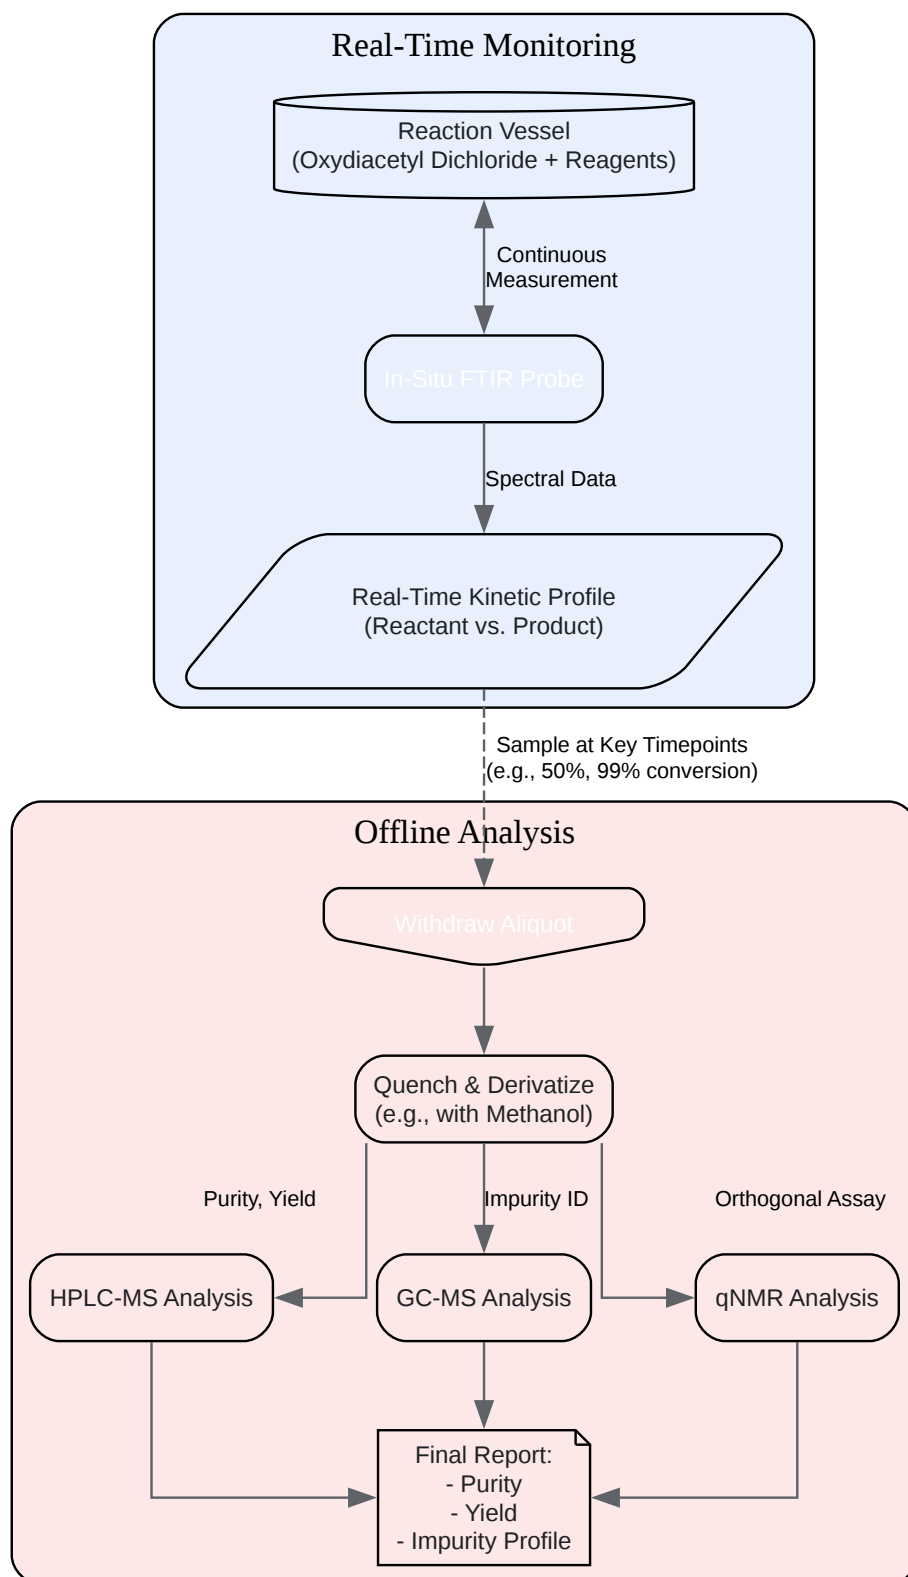 Real-Time Monitoring
Reaction Vessel
(Oxydiacetyl Dichloride + Reagents)
Continuous
Measurement
In-Situ FTIR Probe
Spectral Data
Real-Time Kinetic Profile
(Reactant vs. Product)
Sample at Key Timepoints
(e.g., 50%, 99% conversion)
Offline Analysis
Withdraw Aliquot
Quench & Derivatize
(e.g., with Methanol)
Purity, Yield
Impurity ID
Orthogonal Assay
HPLC-MS Analysis
GC-MS Analysis
qNMR Analysis
Final Report:
- Purity
- Yield
- Impurity Profile